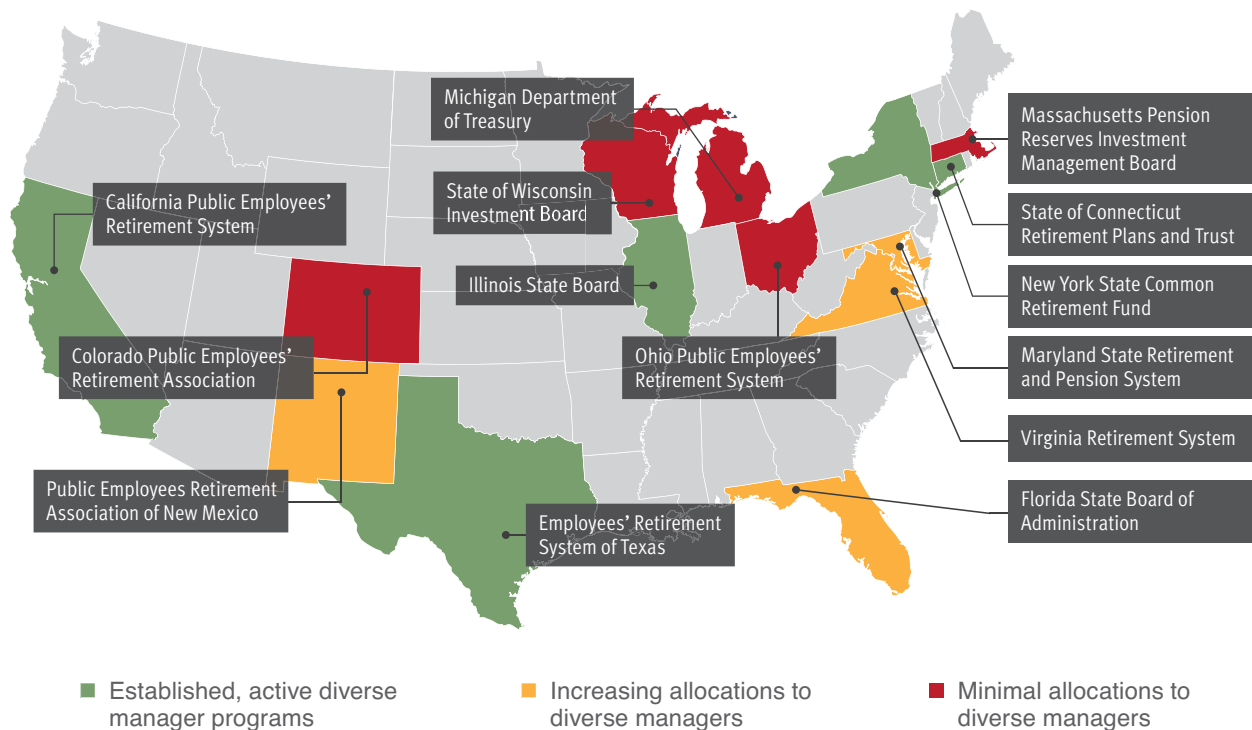 Michigan Department
of Treasury
Massachusetts Pension
Reserves Investment
Management Board
California Public Employees’
Retirement System
State of Wisconsin
Investment Board
State of Connecticut
Retirement Plans and Trust
Illinois State Board
New York State Common
Retirement Fund
Colorado Public Employees’
Retirement Association
Ohio Public Employees’
Retirement System
Maryland State Retirement
and Pension System
Virginia Retirement System
Public Employees Retirement
Association of New Mexico
Employees’ Retirement
System of Texas
Florida State Board of
Administration
Established, active diverse
manager programs
Increasing allocations to
diverse managers
Minimal allocations to
diverse managers